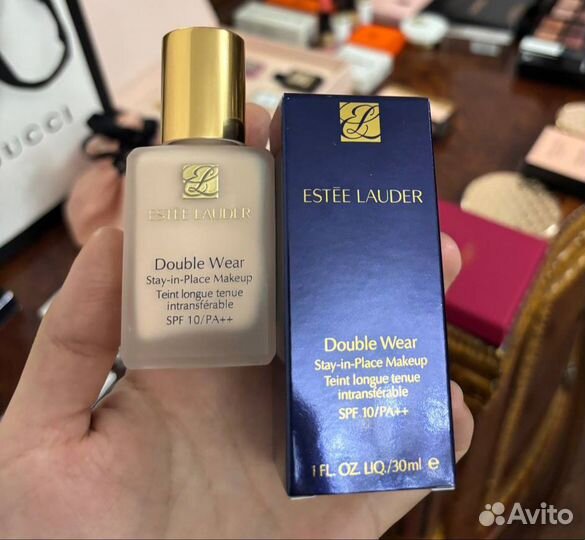 GUCCI
ESTĒE LAUDER
Double Wear
Stay-in-Place Makeup
Teint longue tenue
intransférable
SPF 10/PA++
ESTĒE LAUDER
Double Wear
Stay-in-Place Makeup
Teint longue tenue
intransférable
SPF 10/PA++
1 FL. OZ. LIQ./30ml e
Avito